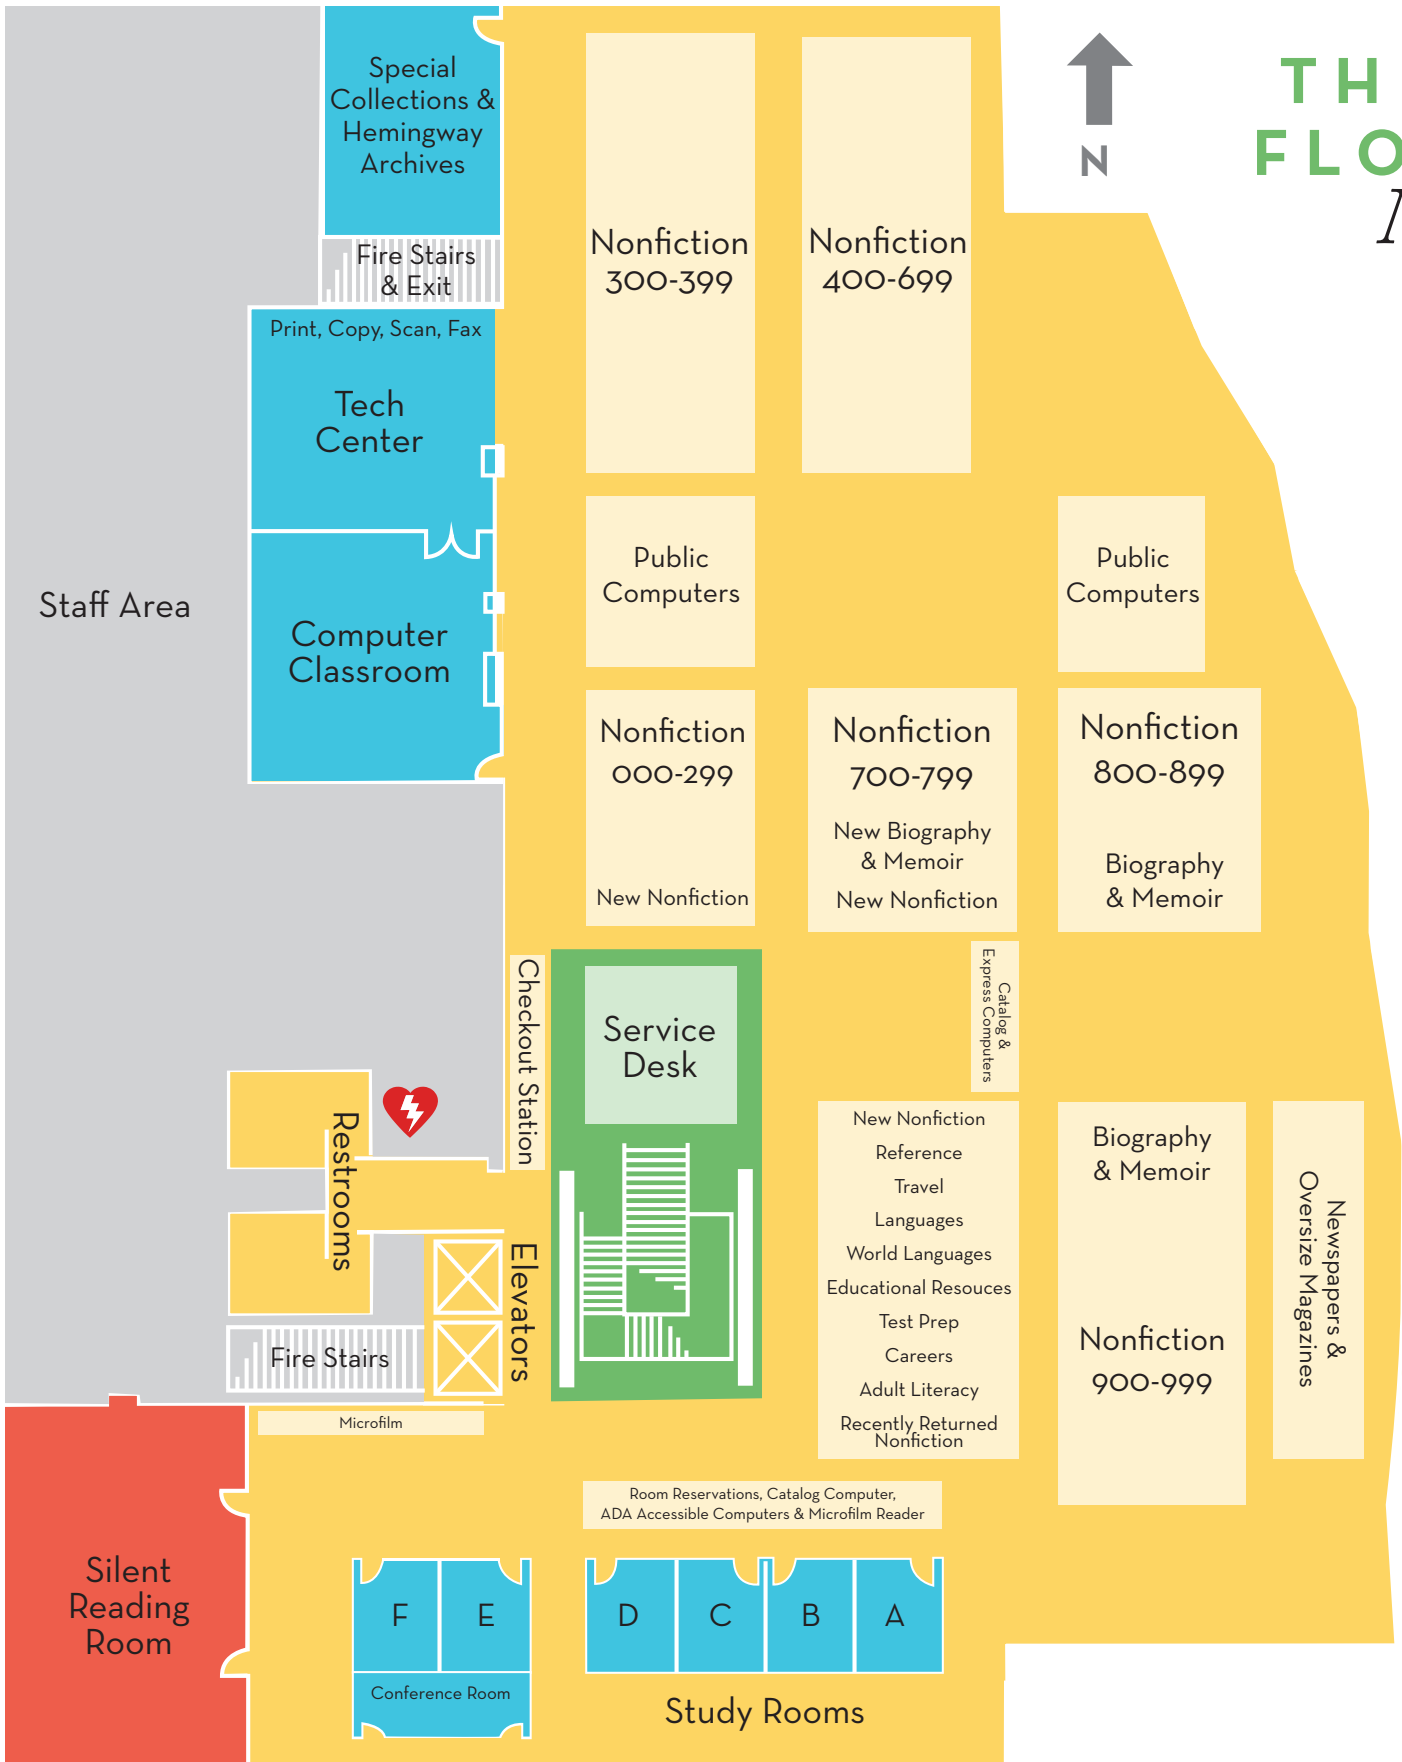 TH
FLO
N
Special
Collections &
Hemingway
Archives
Fire Stairs
& Exit
Print, Copy, Scan, Fax
Tech
Center
Computer
Classroom
Staff Area
Nonfiction
300-399
Nonfiction
400-699
Public
Computers
Public
Computers
Nonfiction
000-299
New Nonfiction
Nonfiction
700-799
New Biography
& Memoir
New Nonfiction
Nonfiction
800-899
Biography
& Memoir
Checkout Station
Service
Desk
Catalog &
Express Computers
Restrooms
Elevators
Fire Stairs
Microfilm
New Nonfiction
Reference
Travel
Languages
World Languages
Educational Resouces
Test Prep
Careers
Adult Literacy
Recently Returned
Nonfiction
Biography
& Memoir
Nonfiction
900-999
Newspapers &
Oversize Magazines
Room Reservations, Catalog Computer,
ADA Accessible Computers & Microfilm Reader
Silent
Reading
Room
F
E
D
C
B
A
Conference Room
Study Rooms